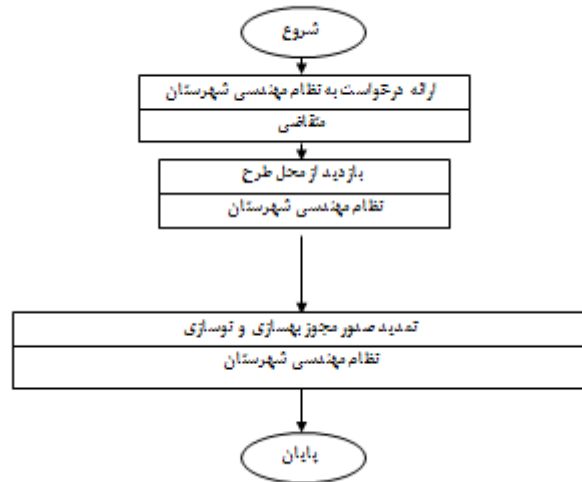 شروع
ارائه درخواست به نظام مهندسی شهرستان
متقاضی
بازدید از محل طرح
نظام مهندسی شهرستان
تمدید صدور مجوز بهسازی و نوسازی
نظام مهندسی شهرستان
پایان